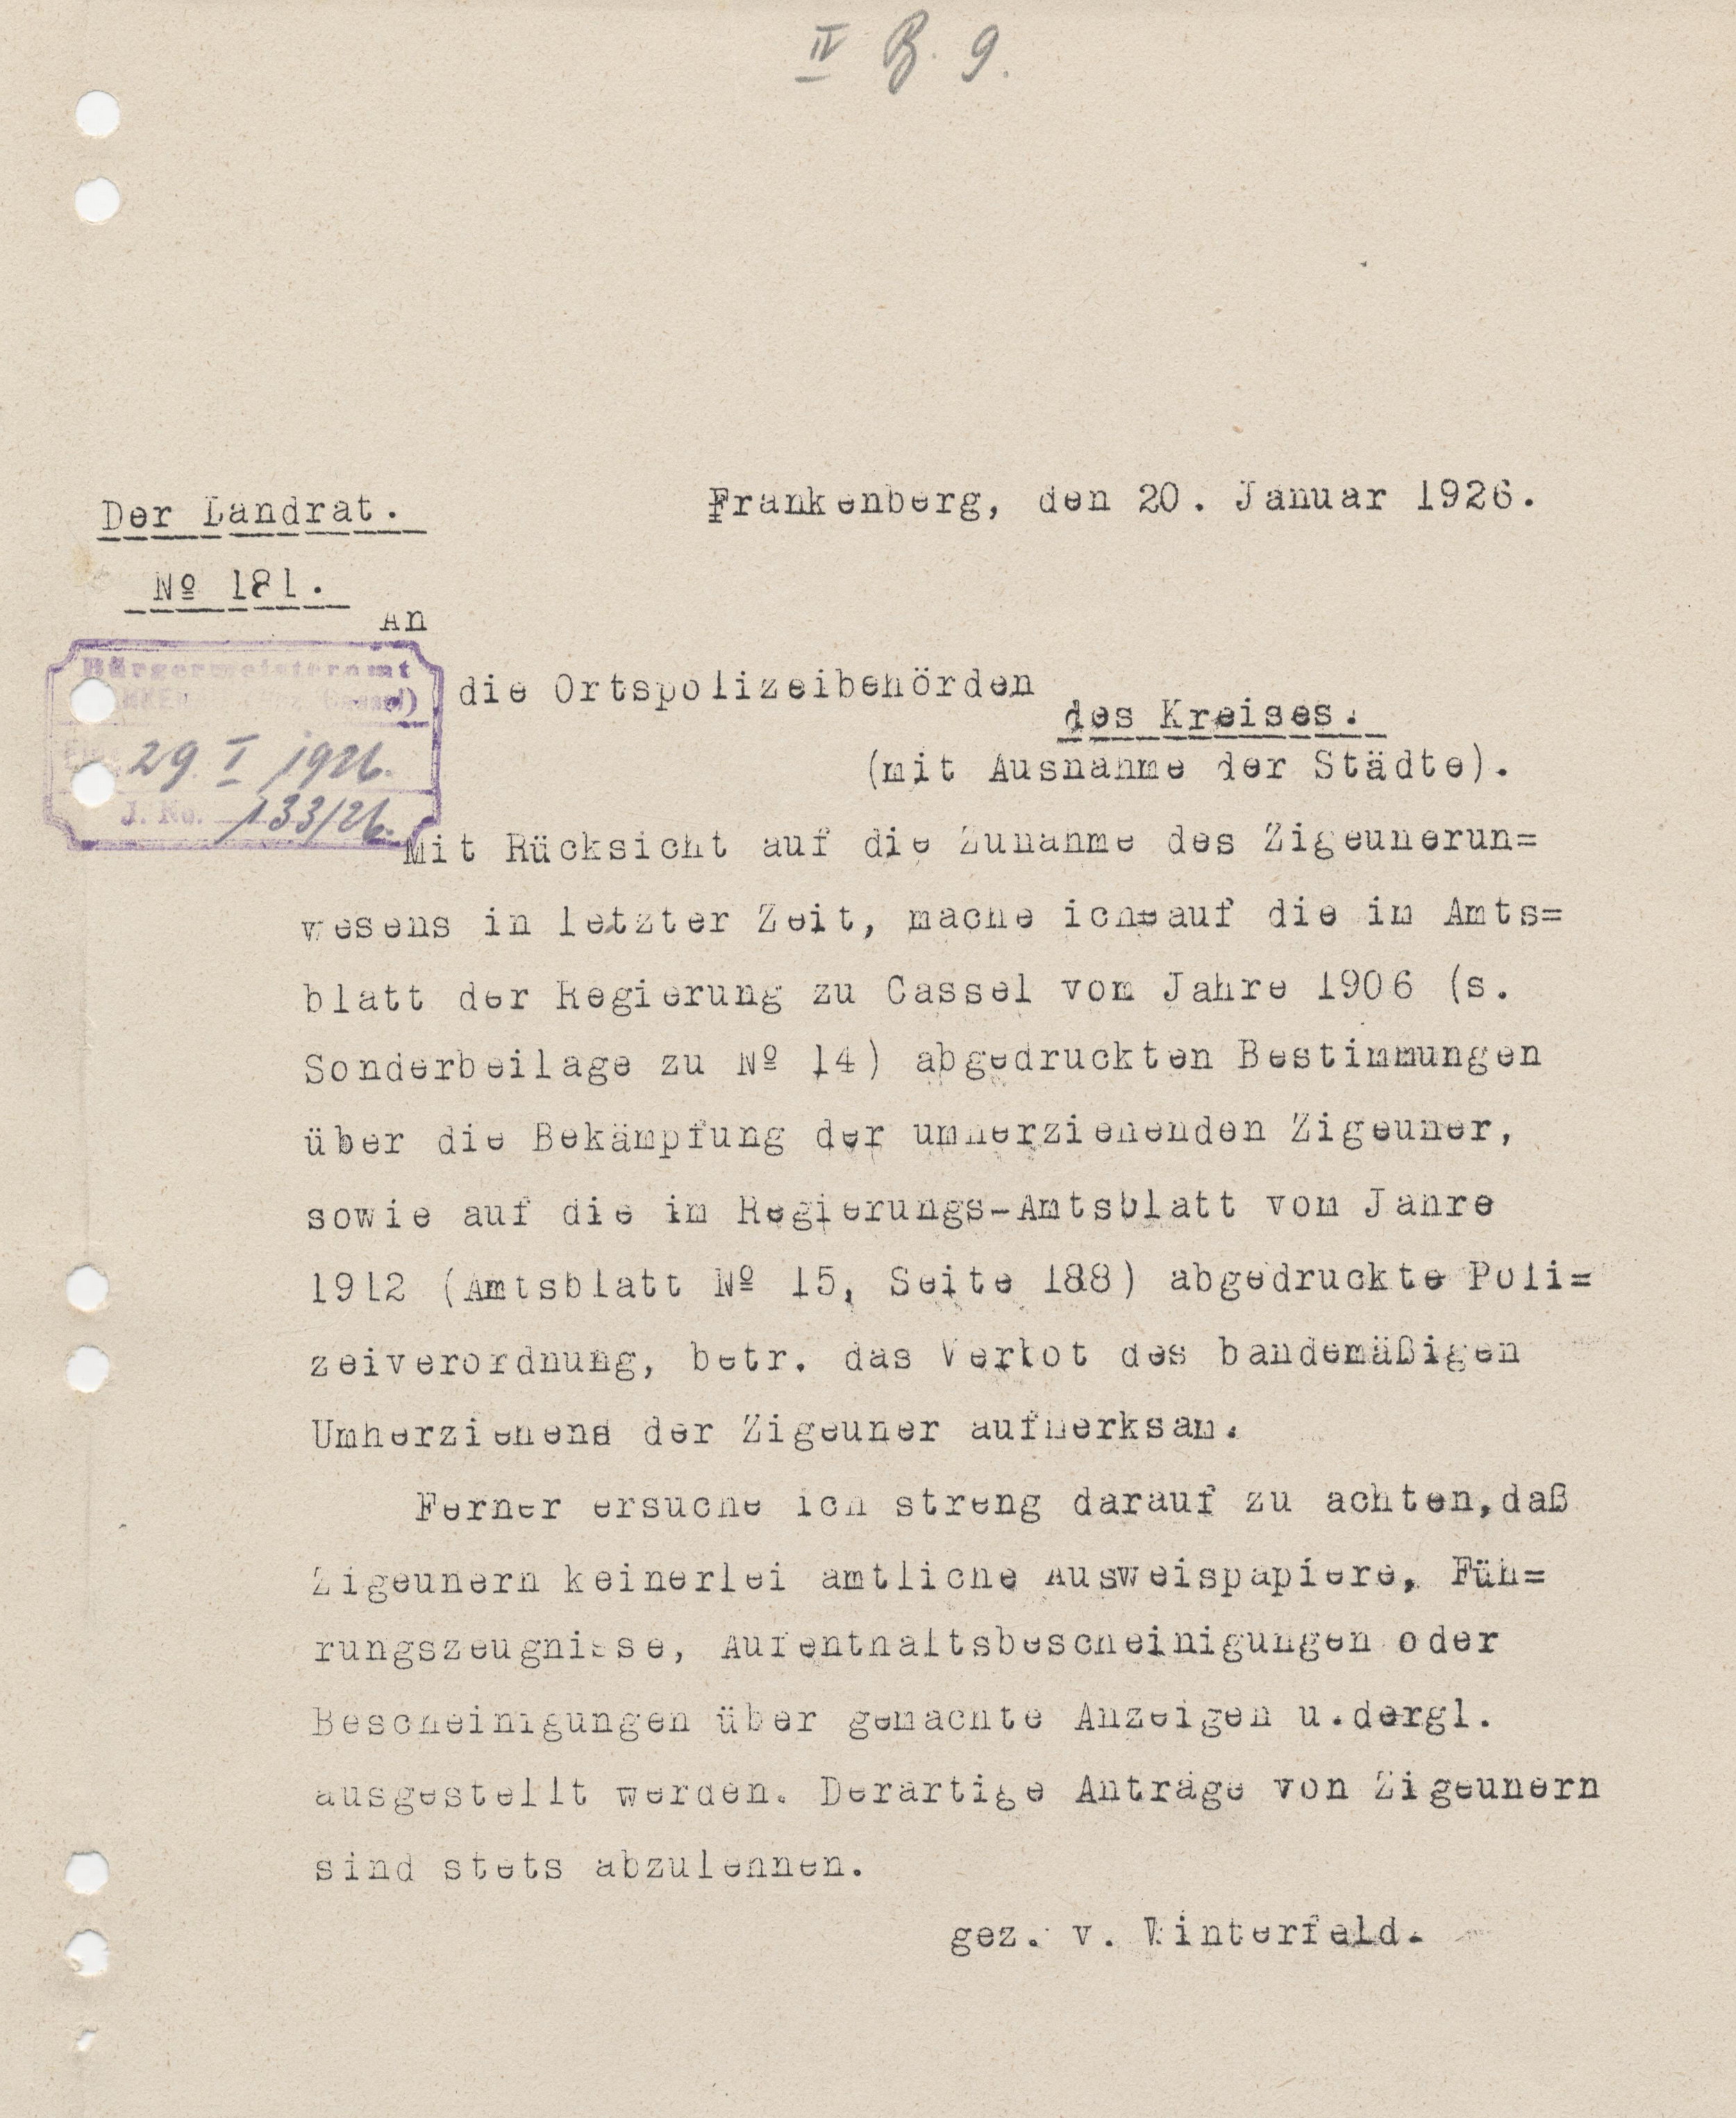 IV B. 9.
Der Landrat.
Frankenberg, den 20. Januar 1926.
Nº 181.
An
Bürgermeisteramt
Cassel)
29. I 1926.
J. No. 133/26.
die Ortspolizeibehörden
des Kreises.
(mit Ausnahme der Städte).
Mit Rücksicht auf die Zunahme des Zigeunerun=
wesens in letzter Zeit, mache ich auf die im Amts=
blatt der Regierung zu Cassel vom Jahre 1906 (s.
Sonderbeilage zu Nº 14) abgedruckten Bestimmungen
über die Bekämpfung der umherziehenden Zigeuner,
sowie auf die im Regierungs-Amtsblatt vom Jahre
1912 (Amtsblatt Nº 15, Seite 188) abgedruckte Poli=
zeiverordnung, betr. das Verbot des bandemäßigen
Umherziehens der Zigeuner aufmerksam.
Ferner ersuche ich streng darauf zu achten,daß
Zigeunern keinerlei amtliche Ausweispapiere, Füh=
rungszeugnisse, Aufenthaltsbescheinigungen oder
Bescheinigungen über gemachte Anzeigen u.dergl.
ausgestellt werden. Derartige Anträge von Zigeunern
sind stets abzulehnen.
gez. v. Winterfeld.